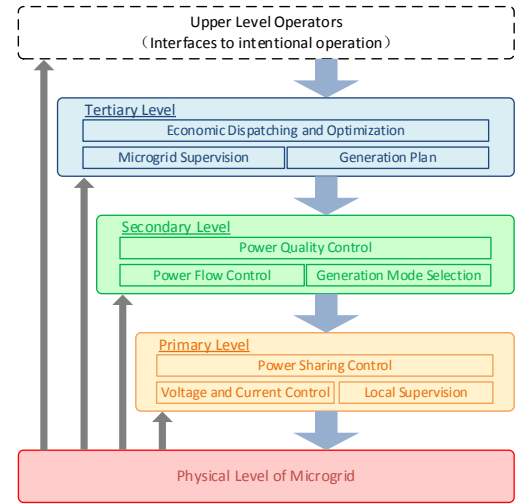 Upper Level Operators
（Interfaces to intentional operation）
Tertiary Level
Economic Dispatching and Optimization
Microgrid Supervision
Generation Plan
Secondary Level
Power Quality Control
Power Flow Control
Generation Mode Selection
Primary Level
Power Sharing Control
Voltage and Current Control
Local Supervision
Physical Level of Microgrid